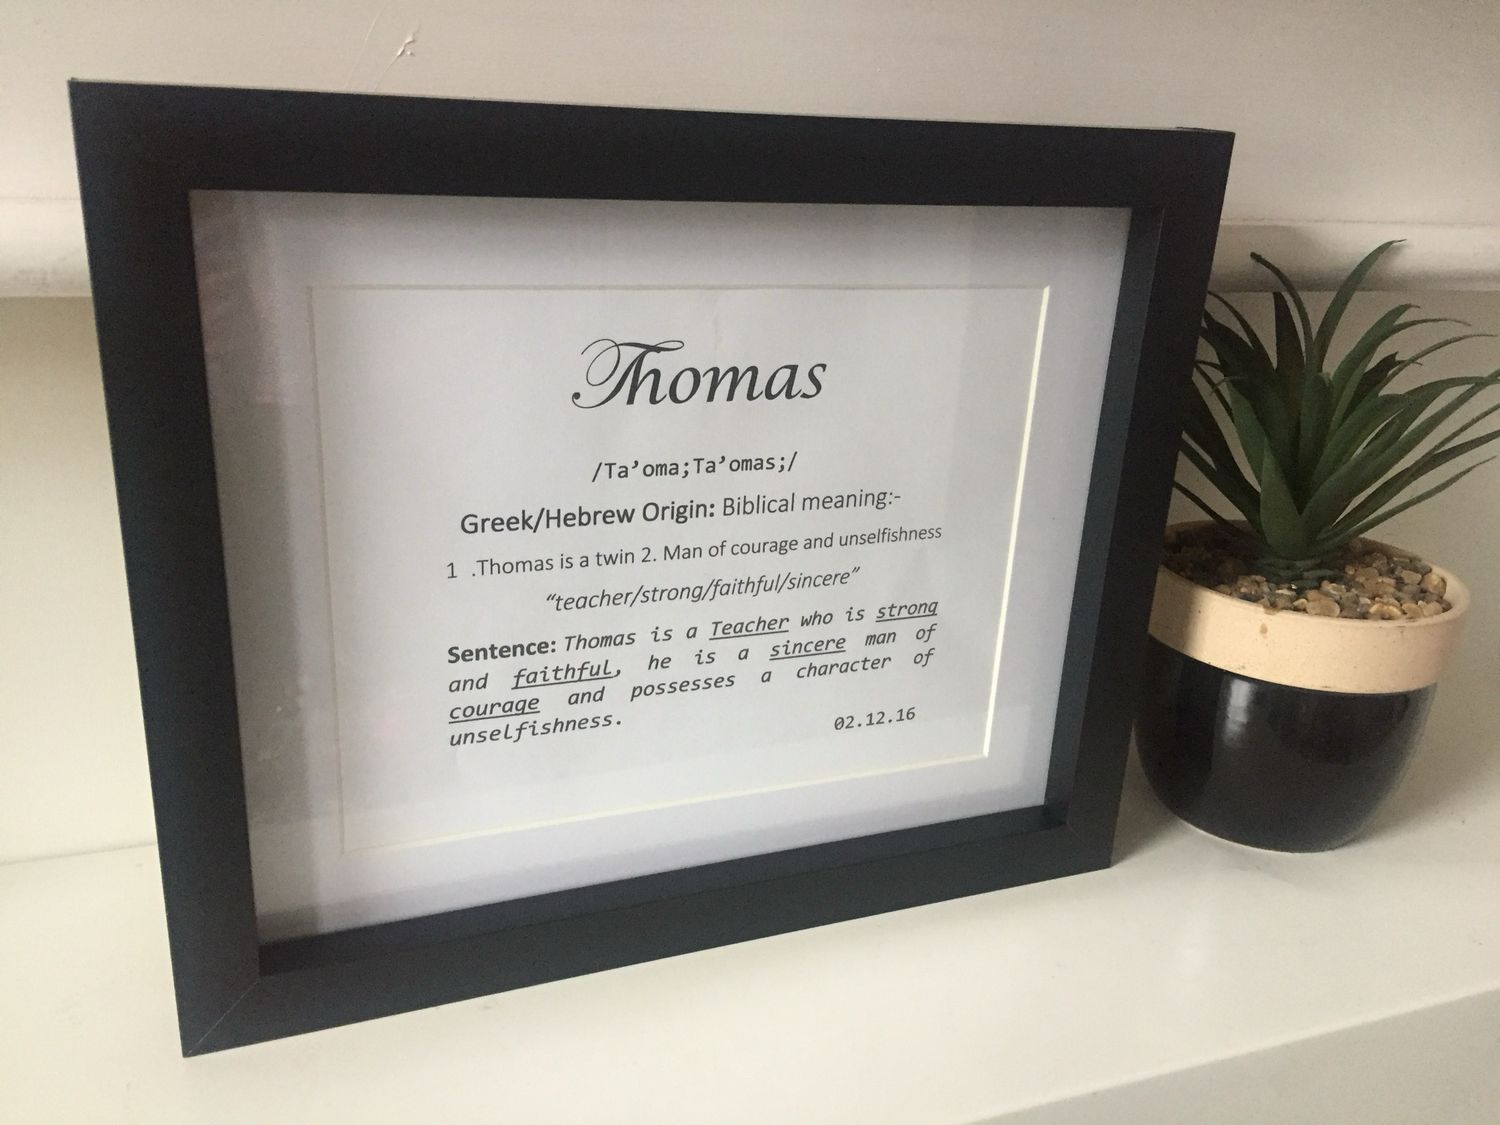 Thomas
/Ta’oma;Ta’omas;/
Greek/Hebrew Origin: Biblical meaning:-
1 .Thomas is a twin 2. Man of courage and unselfishness
“teacher/strong/faithful/sincere”
Sentence: Thomas is a Teacher who is strong
and faithful, he is a sincere man of
courage and possesses a character of
unselfishness.
02.12.16